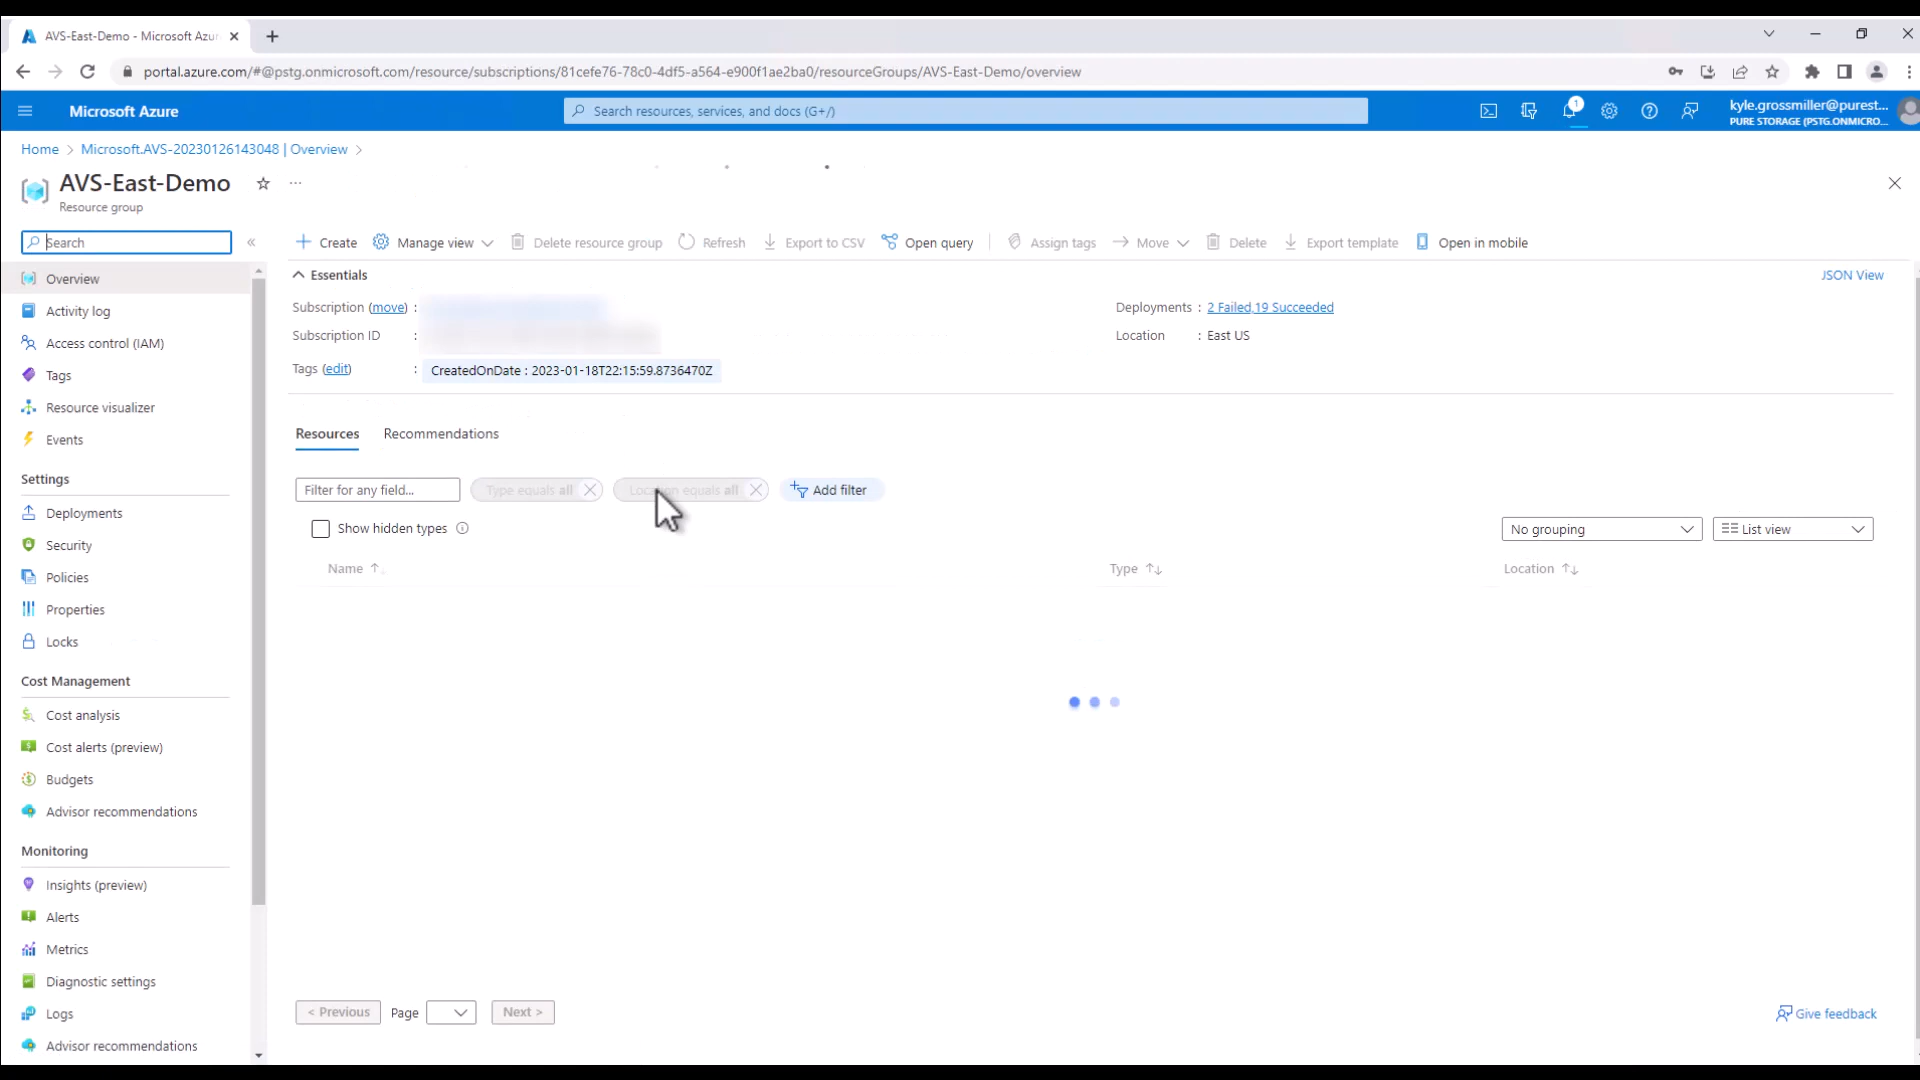 AVS-East-Demo - Microsoft Azur
portal.azure.com/#@pstg.onmicrosoft.com/resource/subscriptions/81cefe76-78c0-4df5-a564-e900f1ae2ba0/resourceGroups/AVS-East-Demo/overview
Microsoft Azure
Search resources, services, and docs (G+/)
1
kyle.grossmiller@purest...
PURE STORAGE (PSTG.ONMICRO...
Home > Microsoft.AVS-20230126143048 | Overview >
AVS-East-Demo
Resource group
Search
Create Manage view Delete resource group Refresh Export to CSV Open query Assign tags Move Delete Export template Open in mobile
Overview
Activity log
Access control (IAM)
Tags
Resource visualizer
Events
Settings
Deployments
Security
Policies
Properties
Locks
Cost Management
Cost analysis
Cost alerts (preview)
Budgets
Advisor recommendations
Monitoring
Insights (preview)
Alerts
Metrics
Diagnostic settings
Logs
Advisor recommendations
Essentials
JSON View
Subscription (move) :
Deployments : 2 Failed,19 Succeeded
Subscription ID :
Location : East US
Tags (edit) : CreatedOnDate : 2023-01-18T22:15:59.8736470Z
Resources Recommendations
Filter for any field... Type equals all Location equals all Add filter
Show hidden types
No grouping List view
Name Type Location
< Previous Page Next >
Give feedback